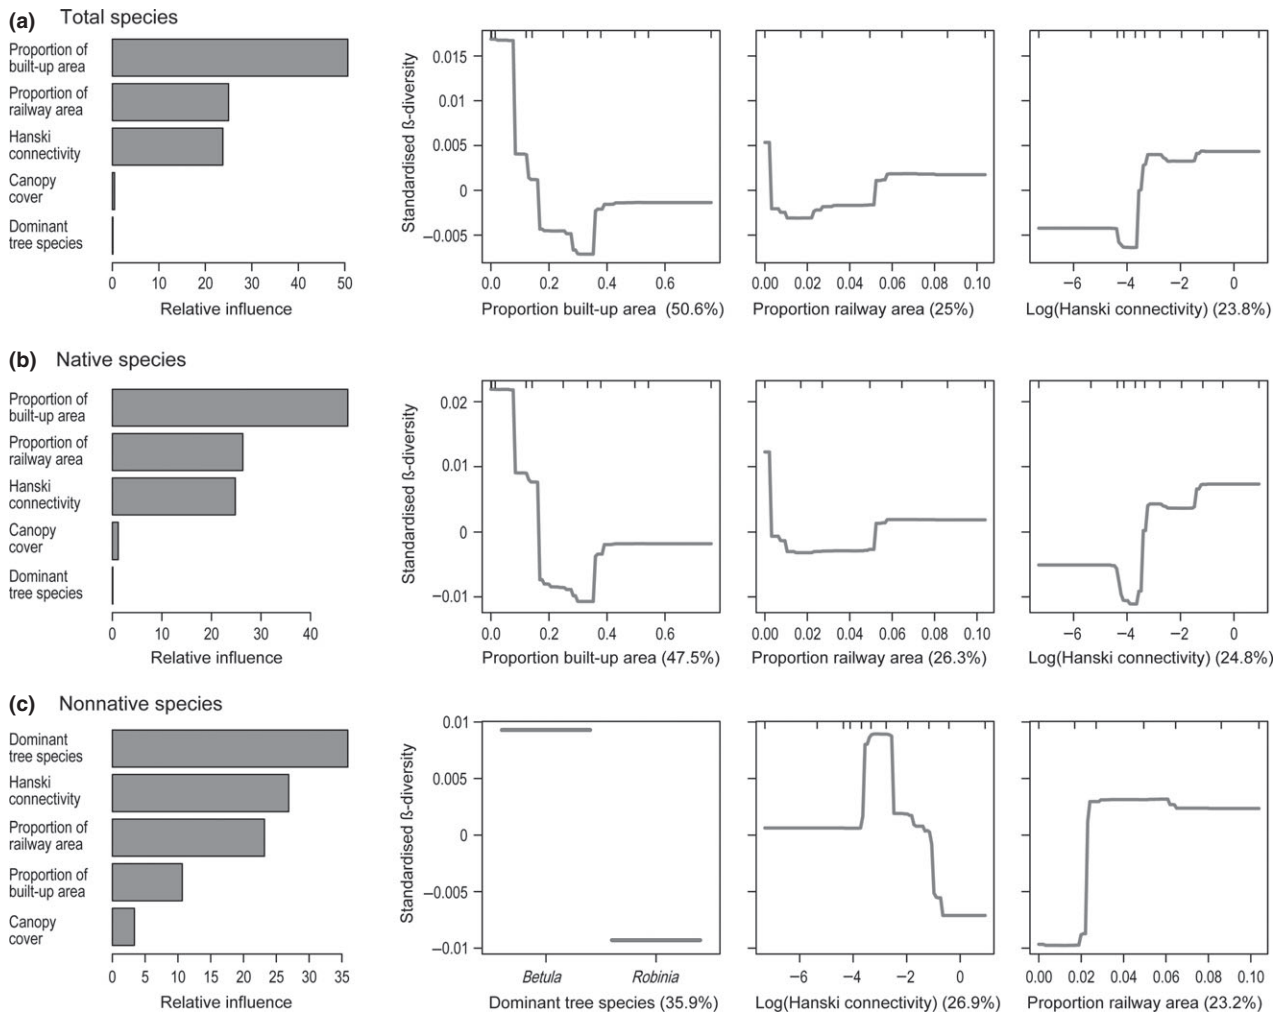 (a) Total species
Proportion of
built-up area
Proportion of
railway area
Hanski
connectivity
Canopy
cover
Dominant
tree species
0 10 20 30 40 50
Relative influence
Standardised ß-diversity
0.015
0.01
0.005
0
−0.005
0.0 0.2 0.4 0.6
Proportion built-up area (50.6%)
0.00 0.02 0.04 0.06 0.08 0.10
Proportion railway area (25%)
−6 −4 −2 0
Log(Hanski connectivity) (23.8%)
(b) Native species
Proportion of
built-up area
Proportion of
railway area
Hanski
connectivity
Canopy
cover
Dominant
tree species
0 10 20 30 40
Relative influence
Standardised ß-diversity
0.02
0.01
0
−0.01
0.0 0.2 0.4 0.6
Proportion built-up area (47.5%)
0.00 0.02 0.04 0.06 0.08 0.10
Proportion railway area (26.3%)
−6 −4 −2 0
Log(Hanski connectivity) (24.8%)
(c) Nonnative species
Dominant
tree species
Hanski
connectivity
Proportion of
railway area
Proportion of
built-up area
Canopy
cover
0 5 10 15 20 25 30 35
Relative influence
Standardised ß-diversity
0.01
0.005
0
−0.005
−0.01
Betula Robinia
Dominant tree species (35.9%)
−6 −4 −2 0
Log(Hanski connectivity) (26.9%)
0.00 0.02 0.04 0.06 0.08 0.10
Proportion railway area (23.2%)